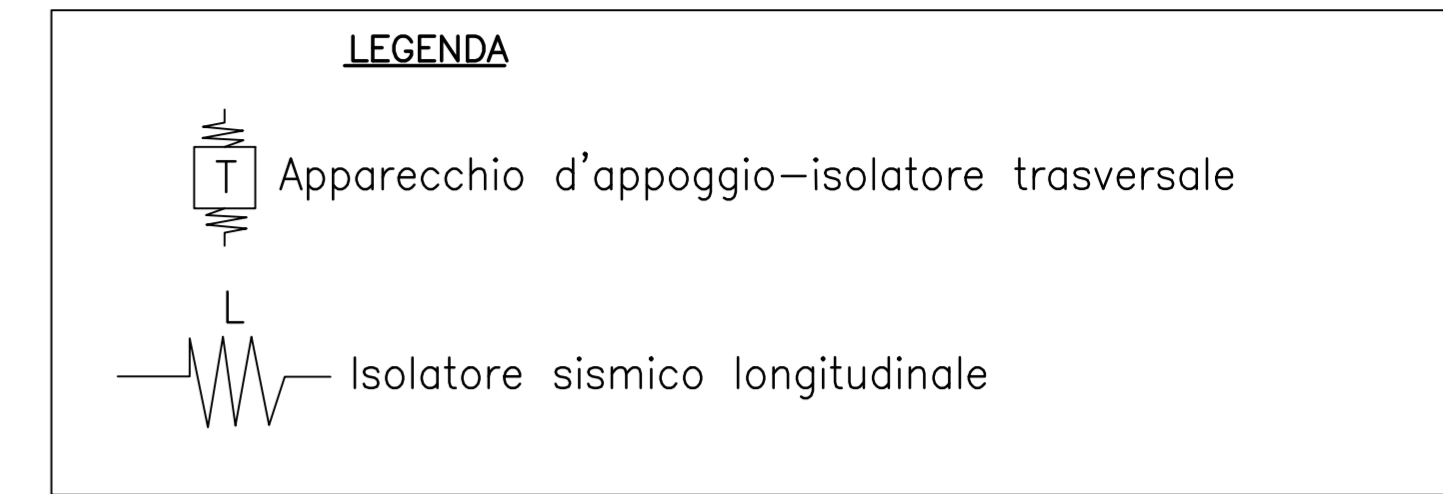 LEGENDA
T Apparecchio d'appoggio-isolatore trasversale
L
Isolatore sismico longitudinale